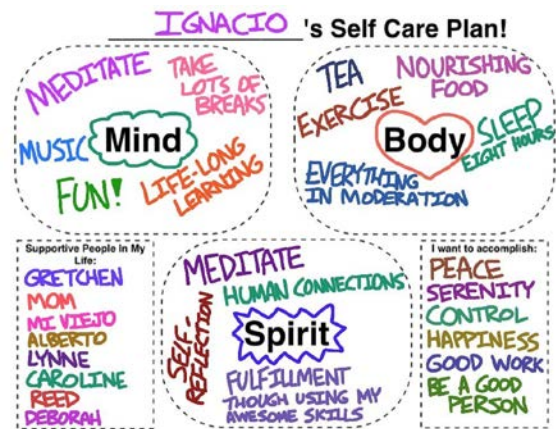 IGNACIO's Self Care Plan!
MEDITATE
TAKE
LOTS OF
BREAKS
MUSIC
Mind
FUN!
LIFE-LONG
LEARNING
TEA
NOURISHING
FOOD
EXERCISE
Body
SLEEP
EIGHT HOURS
EVERYTHING
IN MODERATION
Supportive People In My
Life:
GRETCHEN
MOM
MI VIEJO
ALBERTO
LYNNE
CAROLINE
REED
DEBORAH
MEDITATE
HUMAN CONNECTIONS
SELF-
REFLECTION
Spirit
FULFILLMENT
THOUGH USING MY
AWESOME SKILLS
I want to accomplish:
PEACE
SERENITY
CONTROL
HAPPINESS
GOOD WORK
BE A GOOD
PERSON